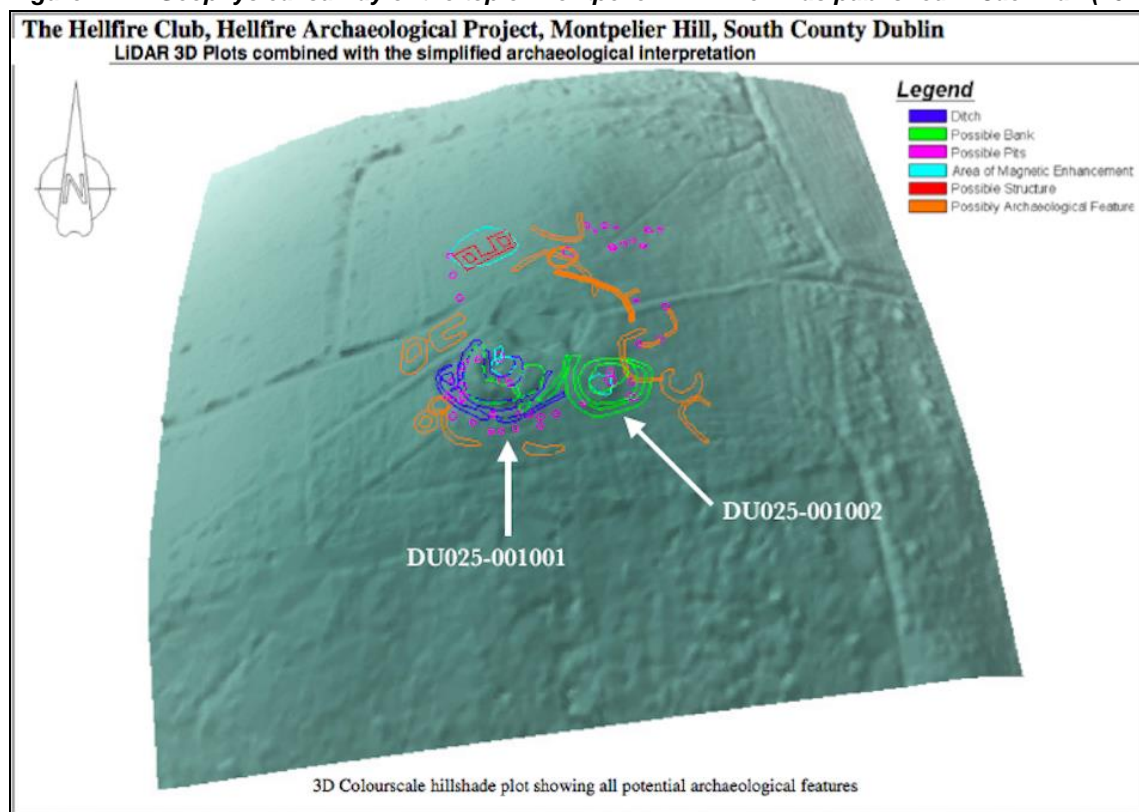 The Hellfire Club, Hellfire Archaeological Project, Montpelier Hill, South County Dublin
LiDAR 3D Plots combined with the simplified archaeological interpretation
N
Legend
Ditch
Possible Bank
Possible Pits
Area of Magnetic Enhancement
Possible Structure
Possibly Archaeological Feature
DU025-001002
DU025-001001
3D Colourscale hillshade plot showing all potential archaeological features